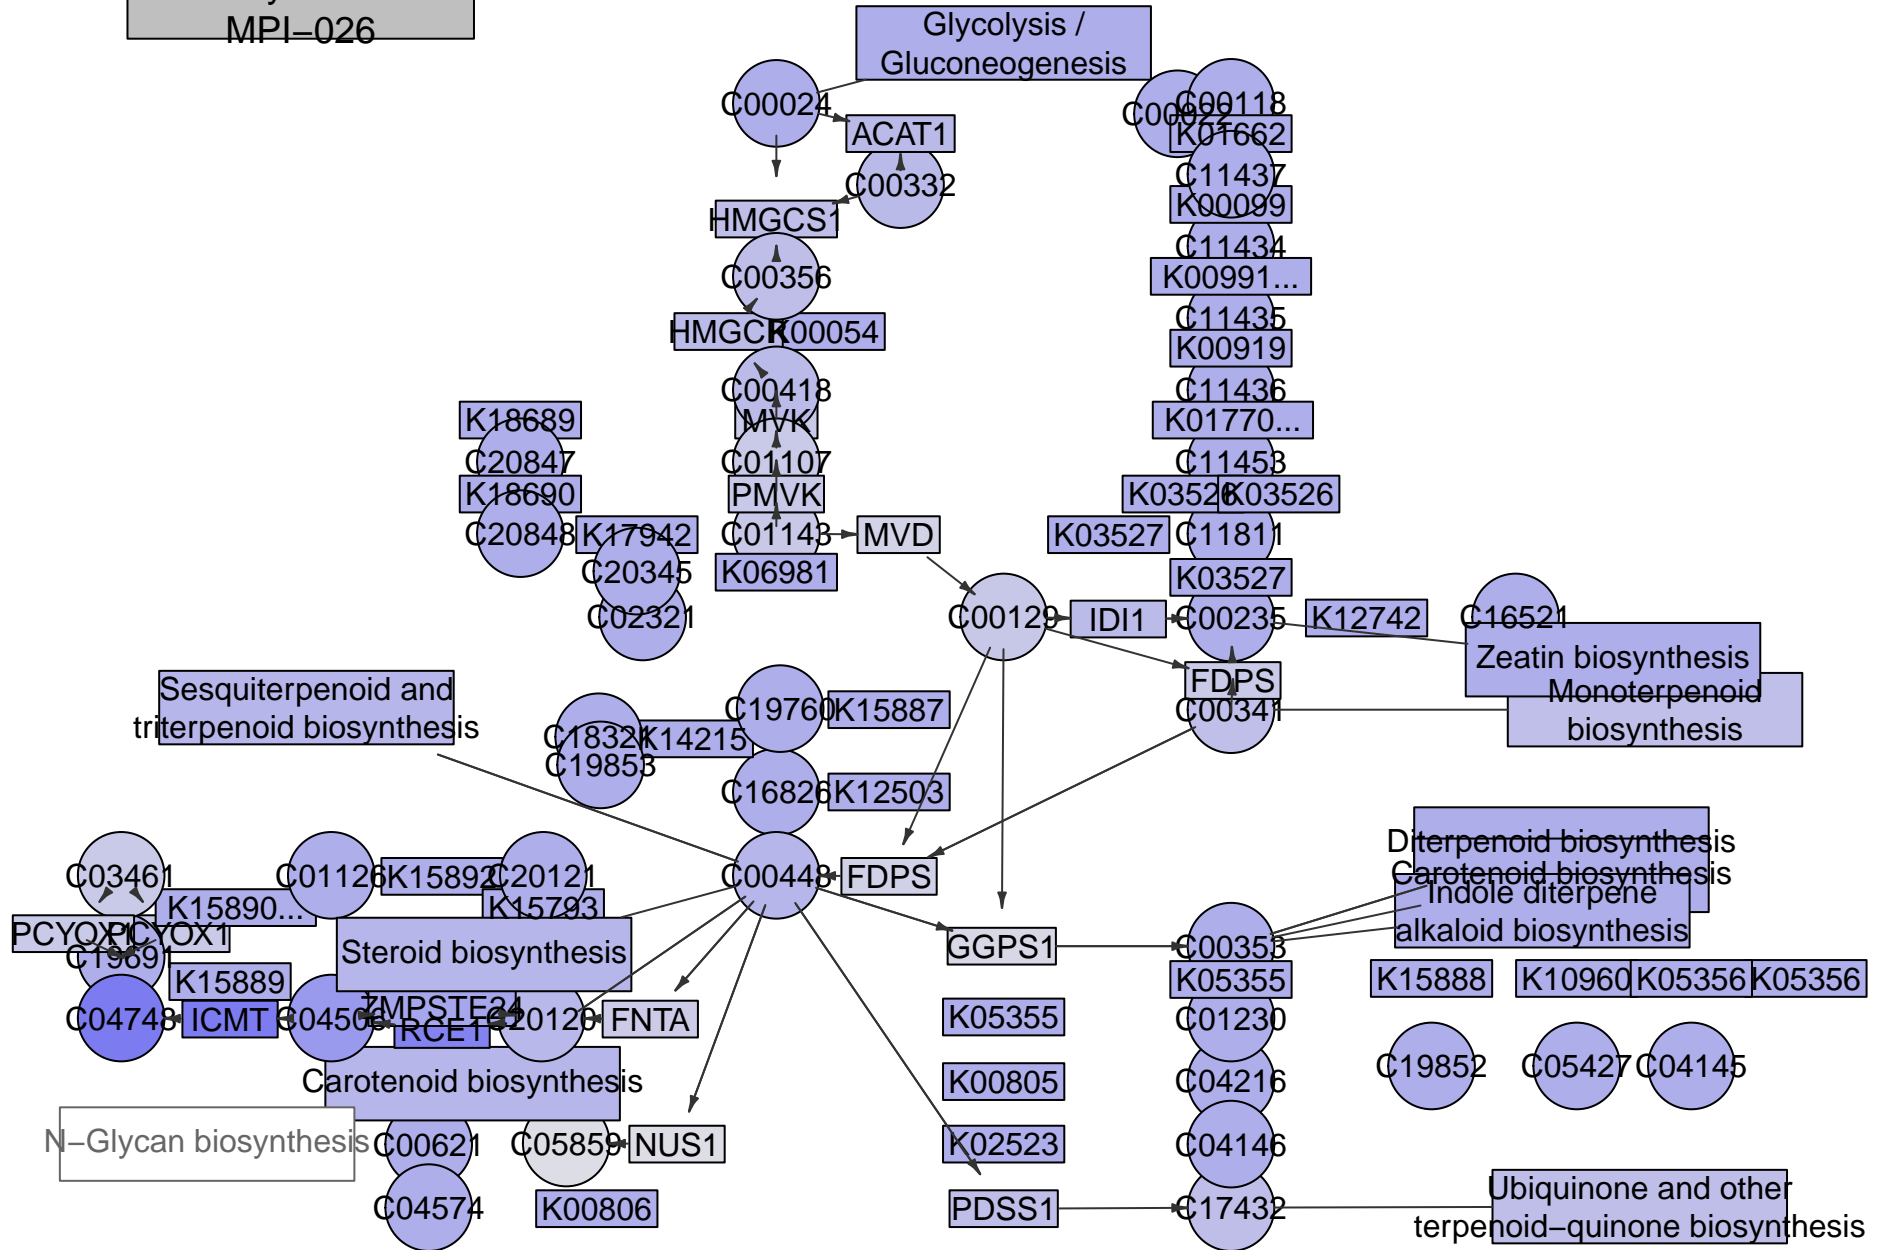 MPI−026
Glycolysis /
Gluconeogenesis
C00024
ACAT1
C00332
C00022
C00118
K01662
C11437
K00099
HMGCS1
C11434
C00356
K00991...
C11435
HMGCR
K00054
K00919
C00418
C11436
K18689
MVK
K01770...
C20847
C01107
C11453
K18690
PMVK
K03526
K03526
C20848
K17942
C01143
MVD
K03527
C11811
C20345
K06981
K03527
C02321
C00129
IDI1
C00235
K12742
C16521
Zeatin biosynthesis
Sesquiterpenoid and
triterpenoid biosynthesis
FDPS
Monoterpenoid
biosynthesis
C19760
K15887
C00341
C18321
K14215
C19853
C16826
K12503
Diterpenoid biosynthesis
Carotenoid biosynthesis
Indole diterpene
alkaloid biosynthesis
C03461
C01126
K15892
C20121
C00448
FDPS
K15890...
K15793
PCYOX1
PCYOX1
C19691
Steroid biosynthesis
GGPS1
C00353
K15889
K05355
K15888
K10960
K05356
K05356
C04748
ICMT
C04506
ZMPSTE24
RCE1
C20120
FNTA
K05355
C01230
Carotenoid biosynthesis
K00805
C04216
C19852
C05427
C04145
N−Glycan biosynthesis
C00621
C05859
NUS1
K02523
C04146
C04574
K00806
PDSS1
C17432
Ubiquinone and other
terpenoid−quinone biosynthesis